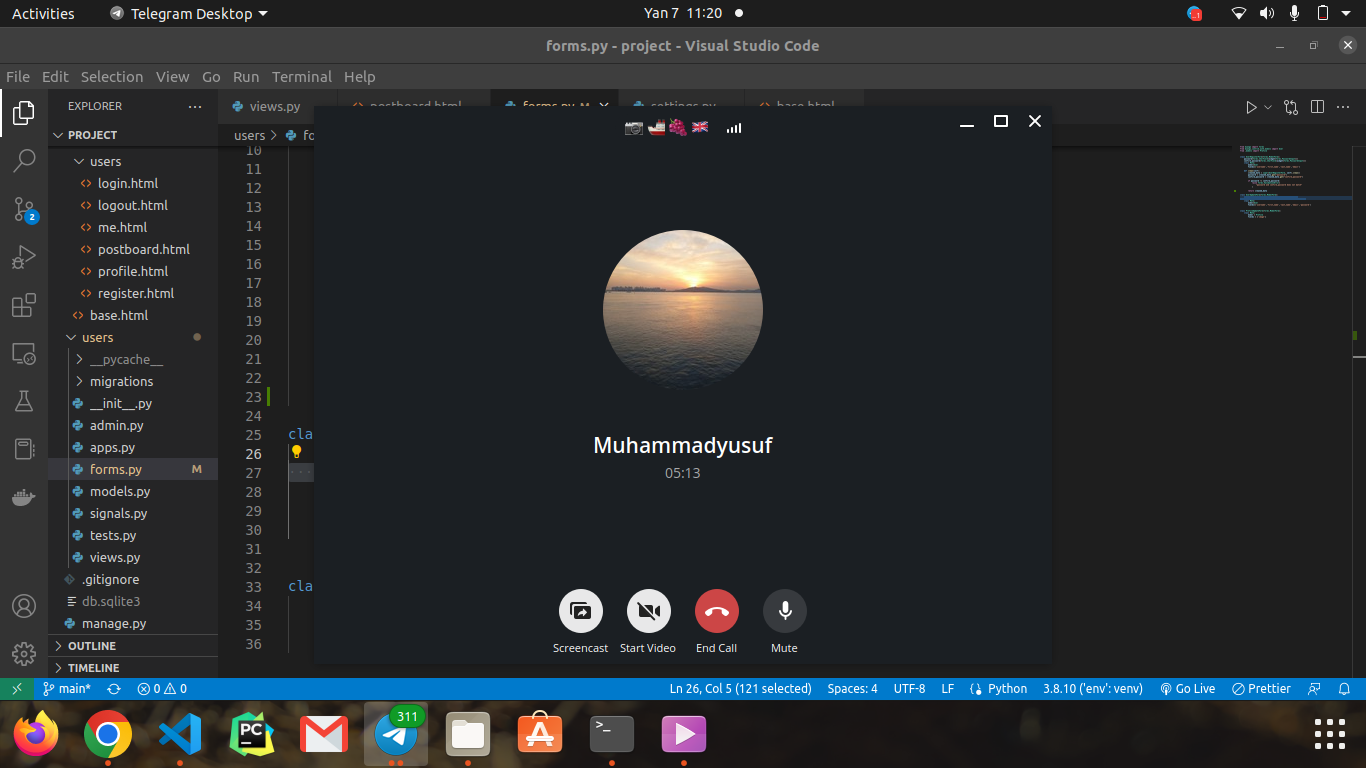 Activities
Telegram Desktop
Yan 7 11:20
forms.py - project - Visual Studio Code
File Edit Selection View Go Run Terminal Help
EXPLORER
views.py
postboard.html
forms.py M
settings.py
base.html
PROJECT
users
login.html
logout.html
me.html
postboard.html
profile.html
register.html
base.html
users
__pycache__
migrations
__init__.py
admin.py
apps.py
forms.py M
models.py
signals.py
tests.py
views.py
.gitignore
db.sqlite3
manage.py
OUTLINE
TIMELINE
2
users > fo
10
11
12
13
14
15
16
17
18
19
20
21
22
23
24
25 cla
26
27
28
29
30
31
32
33 cla
34
35
36
Muhammadyusuf
05:13
Screencast
Start Video
End Call
Mute
main*
0 0
Ln 26, Col 5 (121 selected)
Spaces: 4
UTF-8
LF
Python
3.8.10 ('env': venv)
Go Live
Prettier
PC
311
>_